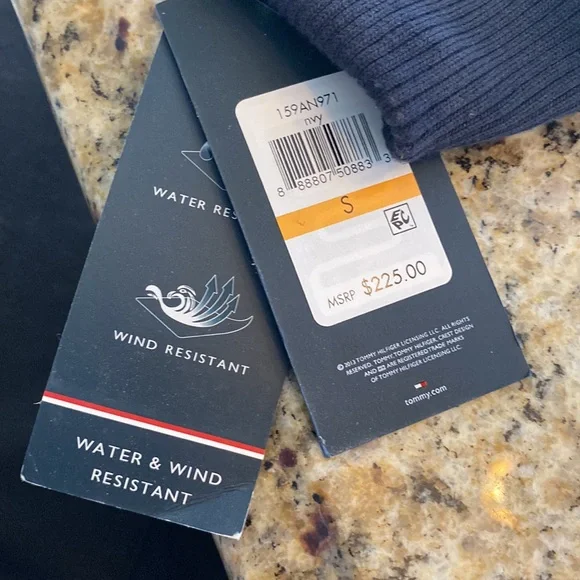 WATER RES
WIND RESISTANT
WATER & WIND
RESISTANT
159AN971
nvy
8 88807 50883 3
S
EPC
MSRP $225.00
© 2013 TOMMY HILFIGER LICENSING LLC. ALL RIGHTS
RESERVED. TOMMY, TOMMY HILFIGER, CREST DESIGN
AND ARE REGISTERED TRADE MARKS
OF TOMMY HILFIGER LICENSING LLC.
tommy.com